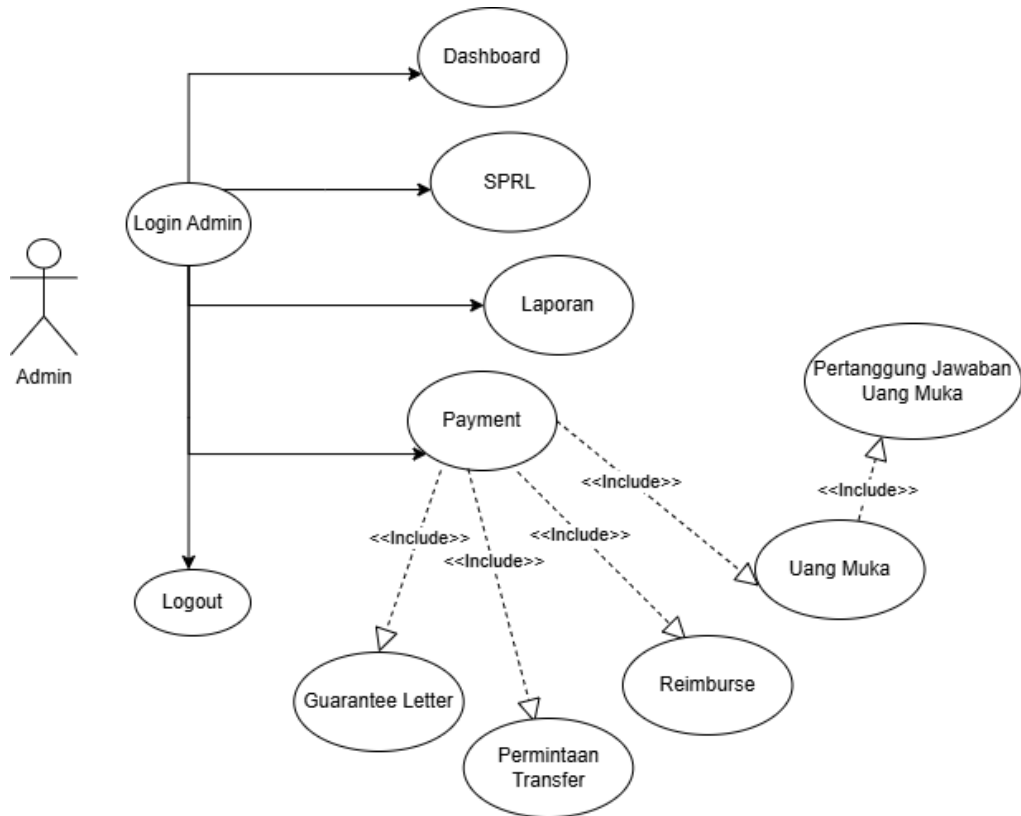 Dashboard
SPRL
Login Admin
Laporan
Admin
Pertanggung Jawaban
Uang Muka
Payment
<<Include>>
<<Include>>
<<Include>>
<<Include>>
<<Include>>
Uang Muka
Logout
Reimburse
Guarantee Letter
Permintaan
Transfer